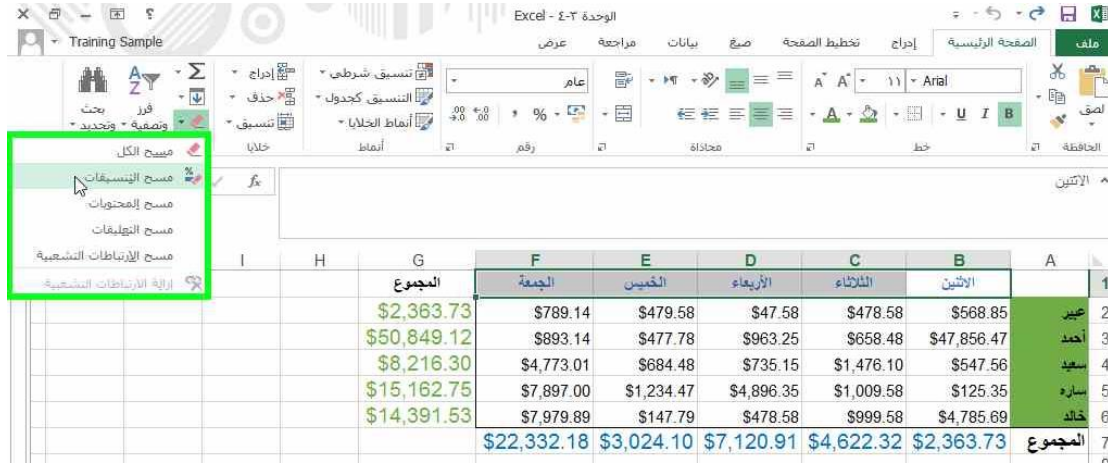 الوحدة ٣-٤ - Excel
ملف
الصفحة الرئيسية
إدراج
تخطيط الصفحة
صيغ
بيانات
مراجعة
عرض
Training Sample
لصق
الحافظة
Arial
١١
B I U
خط
محاذاة
عام
%
رقم
تنسيق شرطي
التنسيق كجدول
أنماط الخلايا
أنماط
إدراج
حذف
تنسيق
خلايا
فرز
وتصفية
بحث
وتحديد
مسح الكل
مسح التنسيقات
مسح المحتويات
مسح التعليقات
مسح الارتباطات التشعبية
إزالة الارتباطات التشعبية
fx
الاثنين
A B C D E F G H I
1 الاثنين الثلاثاء الأربعاء الخميس الجمعة المجموع
2 عبير $568.85 $478.58 $47.58 $479.58 $789.14 $2,363.73
3 أحمد $47,856.47 $658.48 $963.25 $477.78 $893.14 $50,849.12
4 سعيد $547.56 $1,476.10 $735.15 $684.48 $4,773.01 $8,216.30
5 ساره $125.35 $1,009.58 $4,896.35 $1,234.47 $7,897.00 $15,162.75
6 خالد $4,785.69 $999.58 $478.58 $147.79 $7,979.89 $14,391.53
7 المجموع $2,363.73 $4,622.32 $7,120.91 $3,024.10 $22,332.18